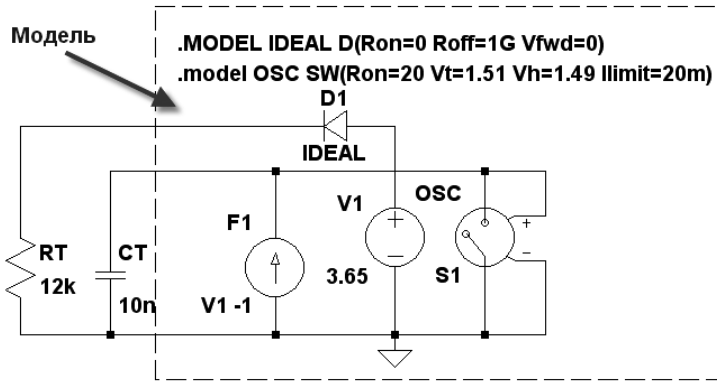 Модель
.MODEL IDEAL D(Ron=0 Roff=1G Vfwd=0)
.model OSC SW(Ron=20 Vt=1.51 Vh=1.49 Ilimit=20m)
D1
IDEAL
V1
OSC
+
F1
+
−
RT
CT
−
S1
12k
3.65
10n
V1 -1